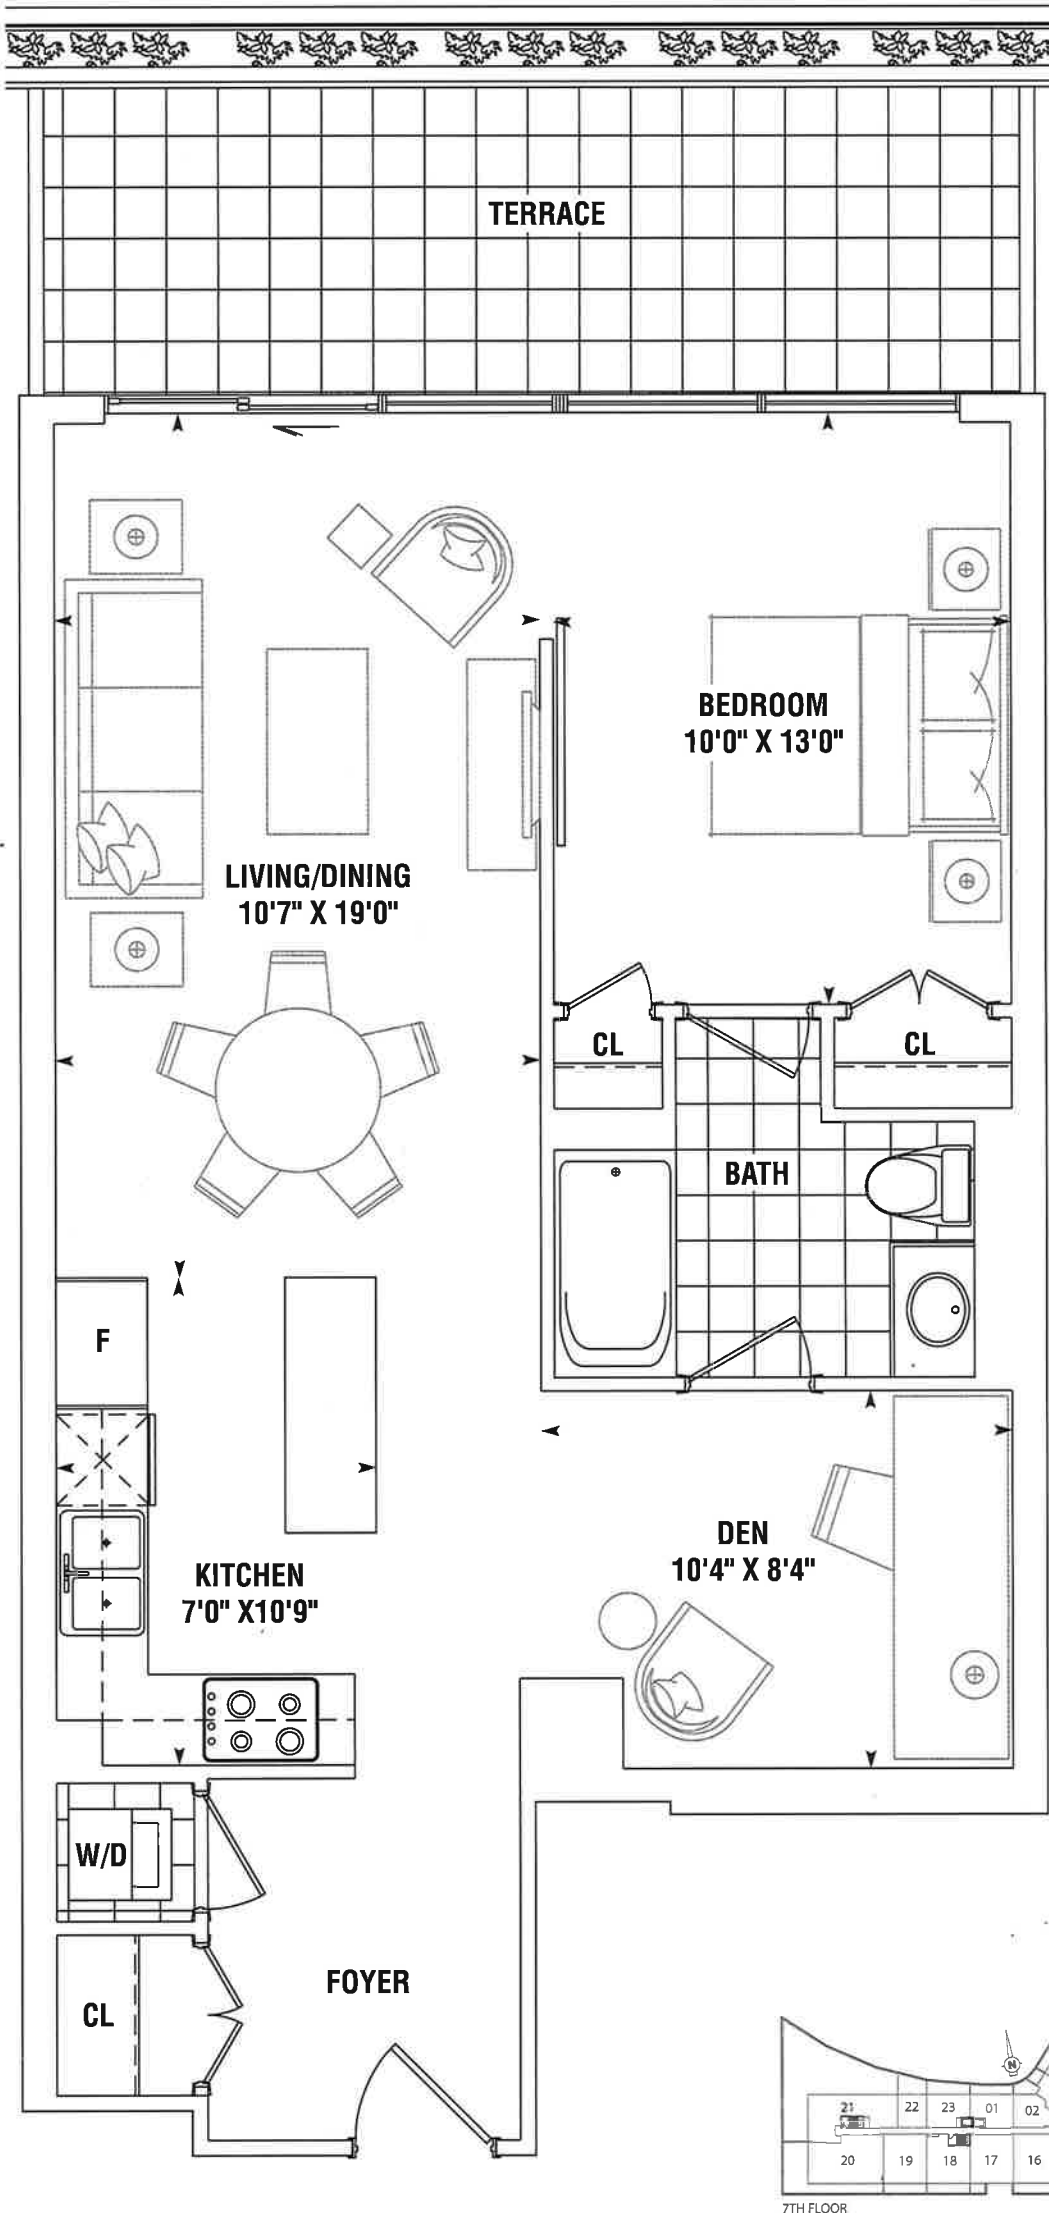 TERRACE
BEDROOM
10'0" X 13'0"
LIVING/DINING
10'7" X 19'0"
CL
CL
BATH
F
DEN
10'4" X 8'4"
KITCHEN
7'0" X10'9"
W/D
FOYER
CL
N
21
22
23
01
02
20
19
18
17
16
7TH FLOOR